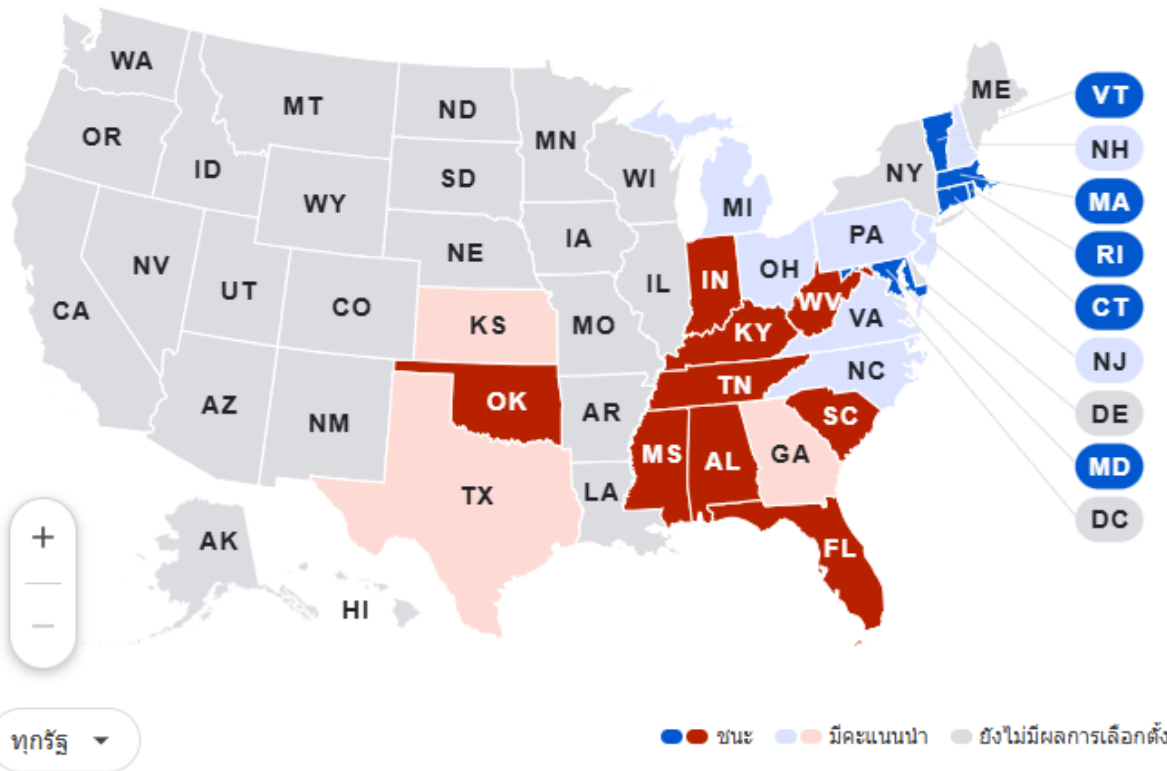 WA
MT
ND
MN
ME
VT
OR
ID
SD
WI
NY
NH
WY
MI
MA
NE
IA
PA
RI
NV
UT
CO
IL
IN
OH
WV
VA
CT
CA
KS
MO
KY
NJ
AZ
NM
OK
AR
TN
NC
DE
SC
MS
AL
GA
MD
TX
LA
DC
AK
FL
HI
+
−
ทุกรัฐ
ชนะ มีคะแนนนำ ยังไม่มีผลการเลือกตั้ง